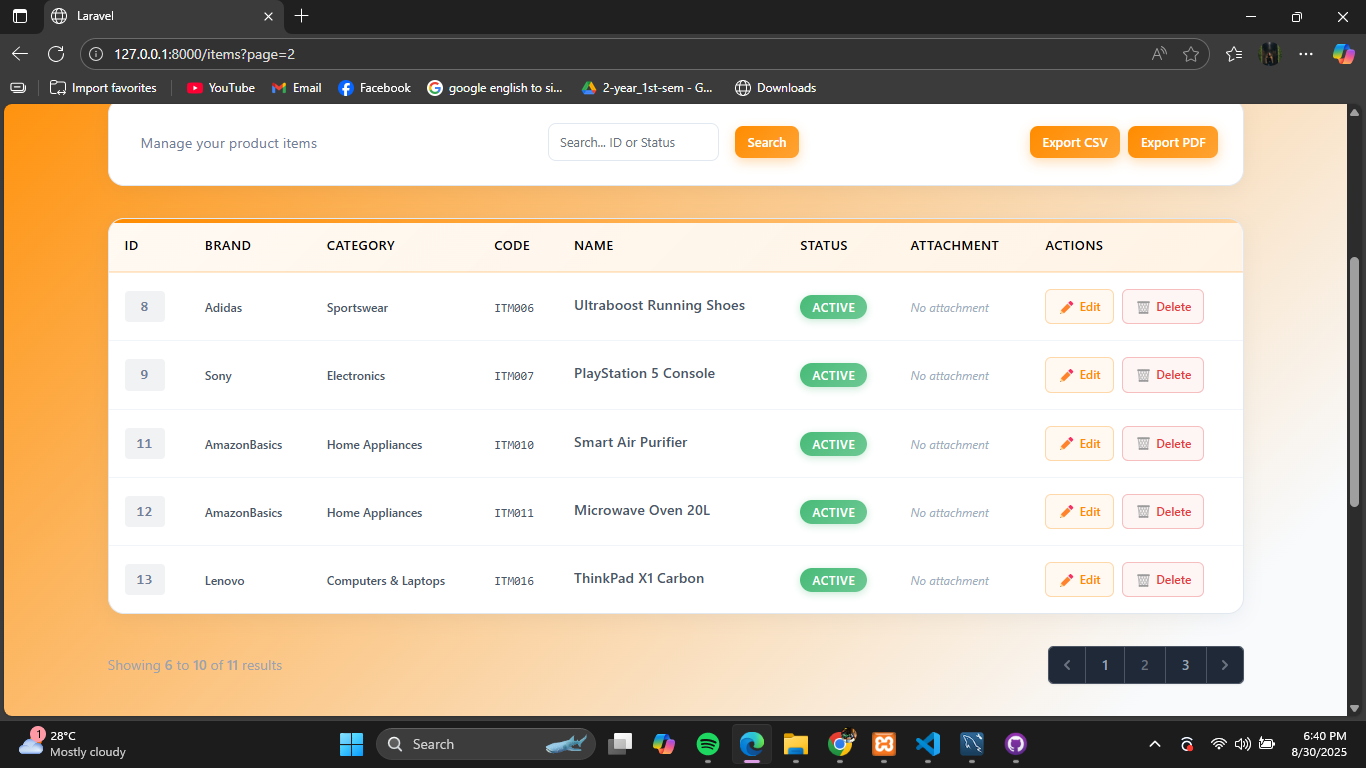 Laravel
127.0.0.1:8000/items?page=2
Import favorites YouTube Email Facebook google english to si... 2-year_1st-sem - G... Downloads
Manage your product items Search... ID or Status Search Export CSV Export PDF
ID BRAND CATEGORY CODE NAME STATUS ATTACHMENT ACTIONS
8 Adidas Sportswear ITM006 Ultraboost Running Shoes ACTIVE No attachment Edit Delete
9 Sony Electronics ITM007 PlayStation 5 Console ACTIVE No attachment Edit Delete
11 AmazonBasics Home Appliances ITM010 Smart Air Purifier ACTIVE No attachment Edit Delete
12 AmazonBasics Home Appliances ITM011 Microwave Oven 20L ACTIVE No attachment Edit Delete
13 Lenovo Computers & Laptops ITM016 ThinkPad X1 Carbon ACTIVE No attachment Edit Delete
Showing 6 to 10 of 11 results 1 2 3
1 28°C
Mostly cloudy
Search
6:40 PM
8/30/2025